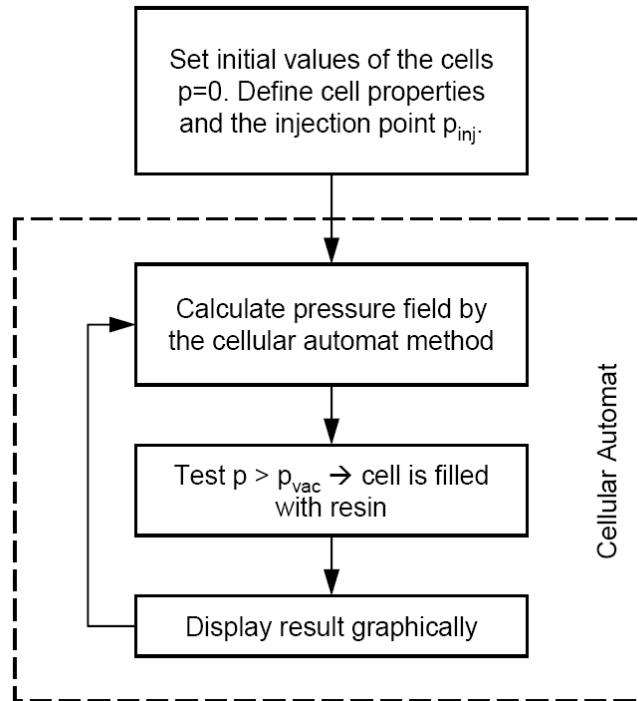 Set initial values of the cells
p=0. Define cell properties
and the injection point pinj.
Calculate pressure field by
the cellular automat method
Test p > pvac → cell is filled
with resin
Display result graphically
Cellular Automat